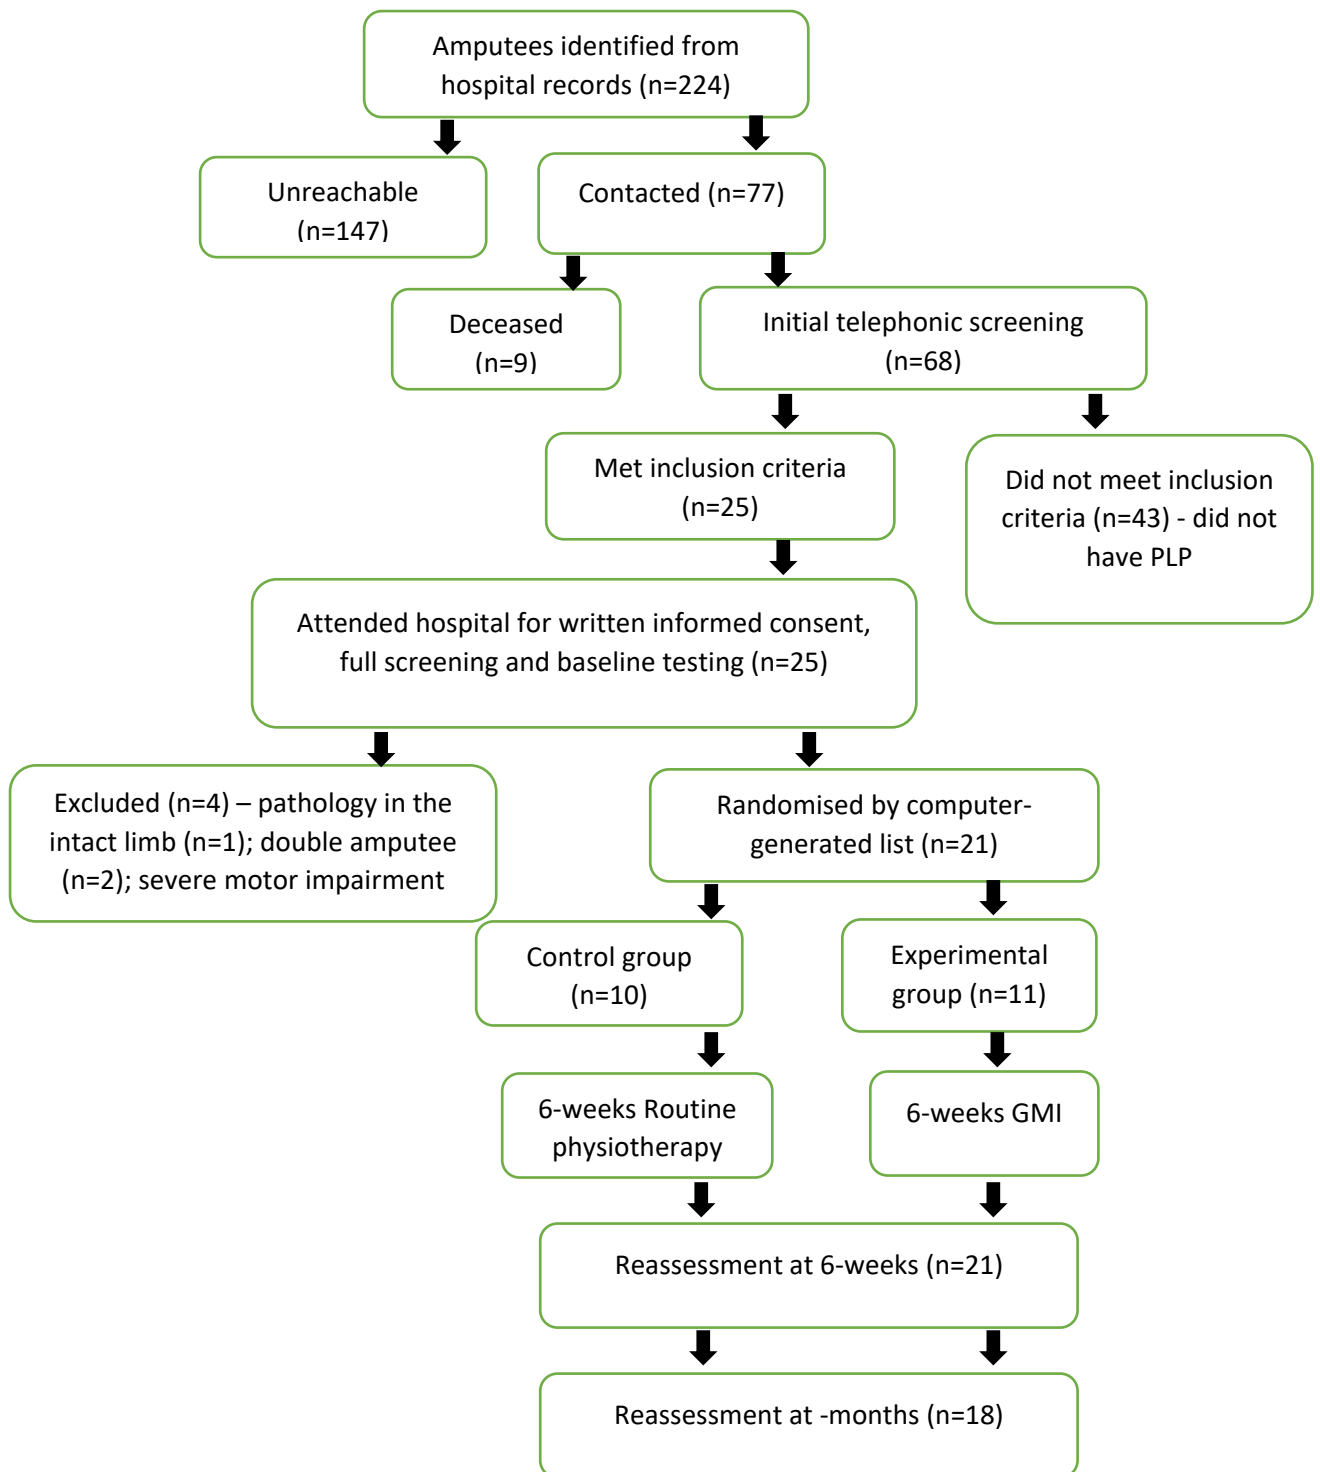 Amputees identified from
hospital records (n=224)
Unreachable
(n=147)
Contacted (n=77)
Deceased
(n=9)
Initial telephonic screening
(n=68)
Met inclusion criteria
(n=25)
Did not meet inclusion
criteria (n=43) - did not
have PLP
Attended hospital for written informed consent,
full screening and baseline testing (n=25)
Excluded (n=4) – pathology in the
intact limb (n=1); double amputee
(n=2); severe motor impairment
Randomised by computer-
generated list (n=21)
Control group
(n=10)
Experimental
group (n=11)
6-weeks Routine
physiotherapy
6-weeks GMI
Reassessment at 6-weeks (n=21)
Reassessment at -months (n=18)